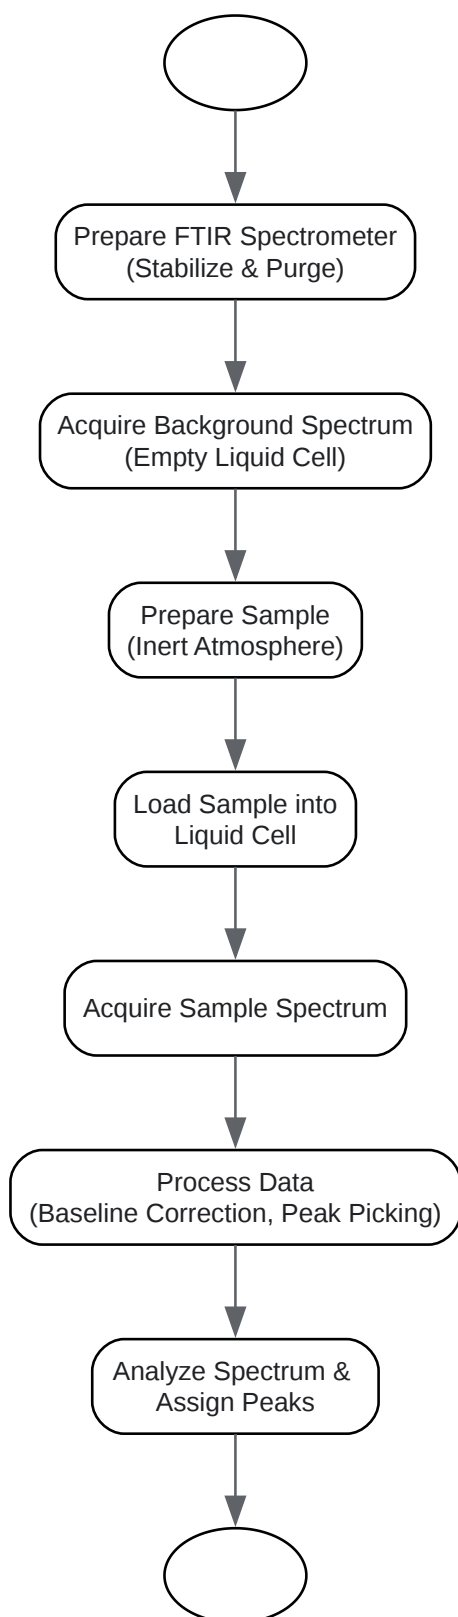 Prepare FTIR Spectrometer
(Stabilize & Purge)
Acquire Background Spectrum
(Empty Liquid Cell)
Prepare Sample
(Inert Atmosphere)
Load Sample into
Liquid Cell
Acquire Sample Spectrum
Process Data
(Baseline Correction, Peak Picking)
Analyze Spectrum &
Assign Peaks